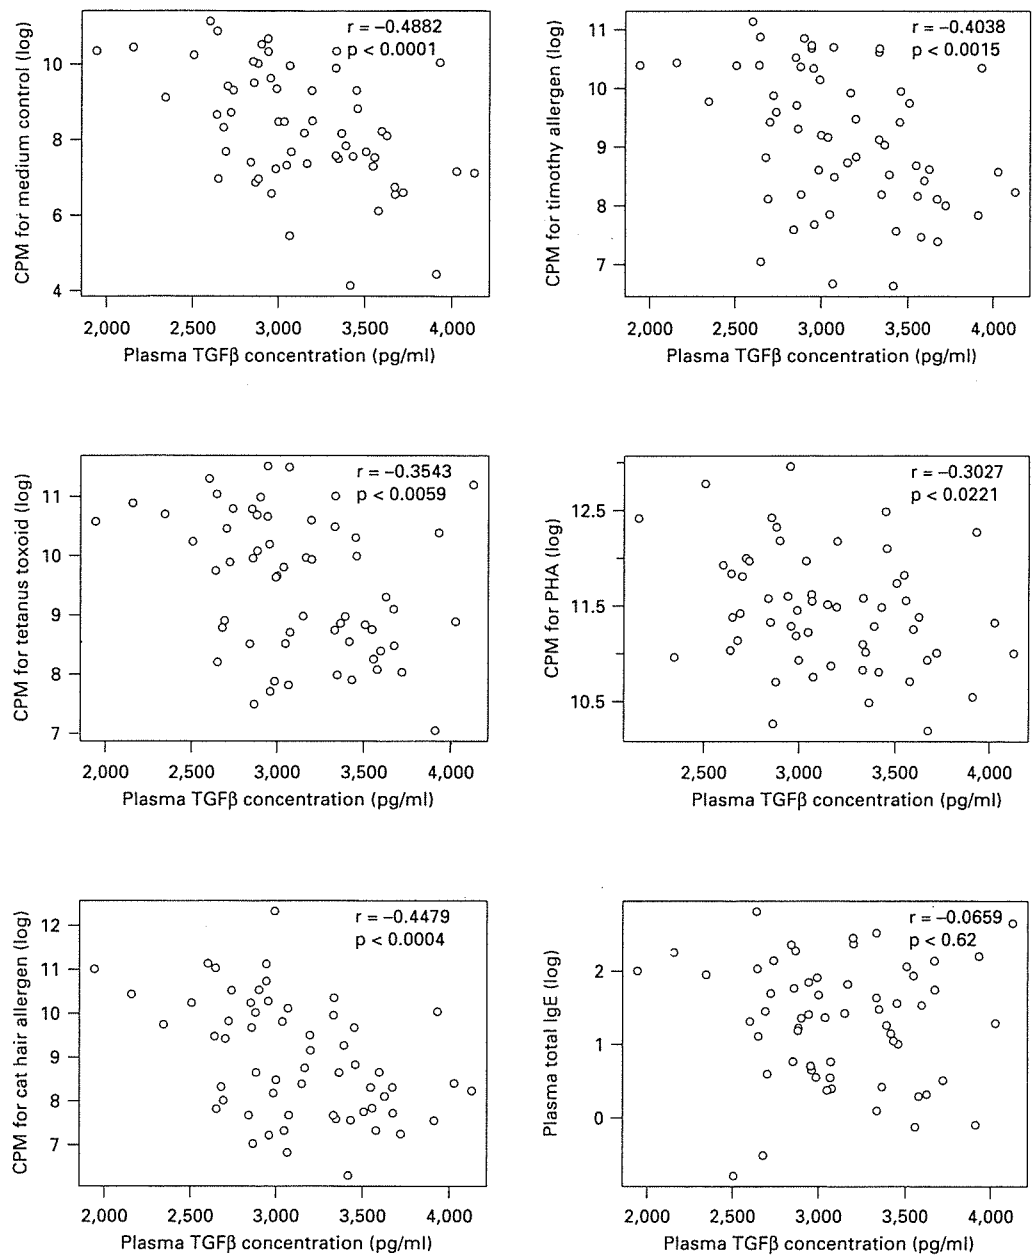 r = −0.4882
p < 0.0001
CPM for medium control (log)
10
8
6
4
2,000 2,500 3,000 3,500 4,000
Plasma TGFβ concentration (pg/ml)
r = −0.4038
p < 0.0015
CPM for timothy allergen (log)
11
10
9
8
7
2,000 2,500 3,000 3,500 4,000
Plasma TGFβ concentration (pg/ml)
r = −0.3543
p < 0.0059
CPM for tetanus toxoid (log)
11
10
9
8
7
2,000 2,500 3,000 3,500 4,000
Plasma TGFβ concentration (pg/ml)
r = −0.3027
p < 0.0221
CPM for PHA (log)
12.5
11.5
10.5
2,500 3,000 3,500 4,000
Plasma TGFβ concentration (pg/ml)
r = −0.4479
p < 0.0004
CPM for cat hair allergen (log)
12
11
10
9
8
7
2,000 2,500 3,000 3,500 4,000
Plasma TGFβ concentration (pg/ml)
r = −0.0659
p < 0.62
Plasma total IgE (log)
2
1
0
2,000 2,500 3,000 3,500 4,000
Plasma TGFβ concentration (pg/ml)